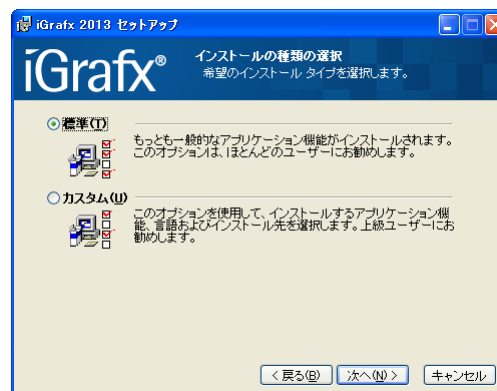 iGrafx 2013 セットアップ
iGrafx®
インストールの種類の選択
希望のインストール タイプを選択します。
標準(T)
もっとも一般的なアプリケーション機能がインストールされます。
このオプションは、ほとんどのユーザーにお勧めします。
カスタム(U)
このオプションを使用して、インストールするアプリケーション機
能、言語およびインストール先を選択します。上級ユーザーにお
勧めします。
< 戻る(B)
次へ(N) >
キャンセル